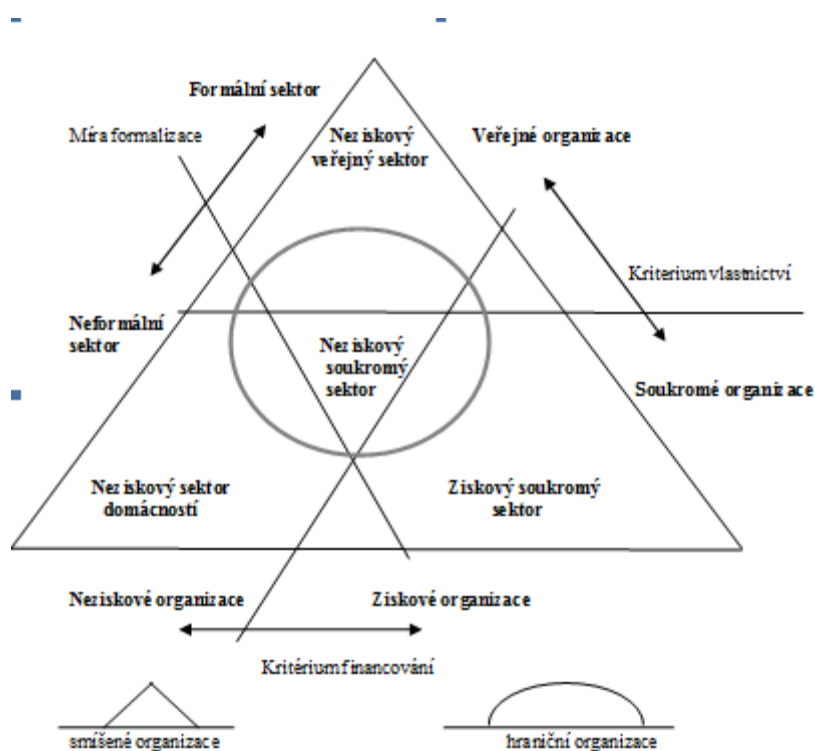 Formální sektor
Míra formalizace
Neziskový
veřejný sektor
Veřejné organizace
Kriterium vlastnictví
Neformální
sektor
Neziskový
soukromý
sektor
Soukromé organizace
Neziskový sektor
domácností
Ziskový soukromý
sektor
Neziskové organizace
Ziskové organizace
Kritérium financování
smíšené organizace
hraniční organizace